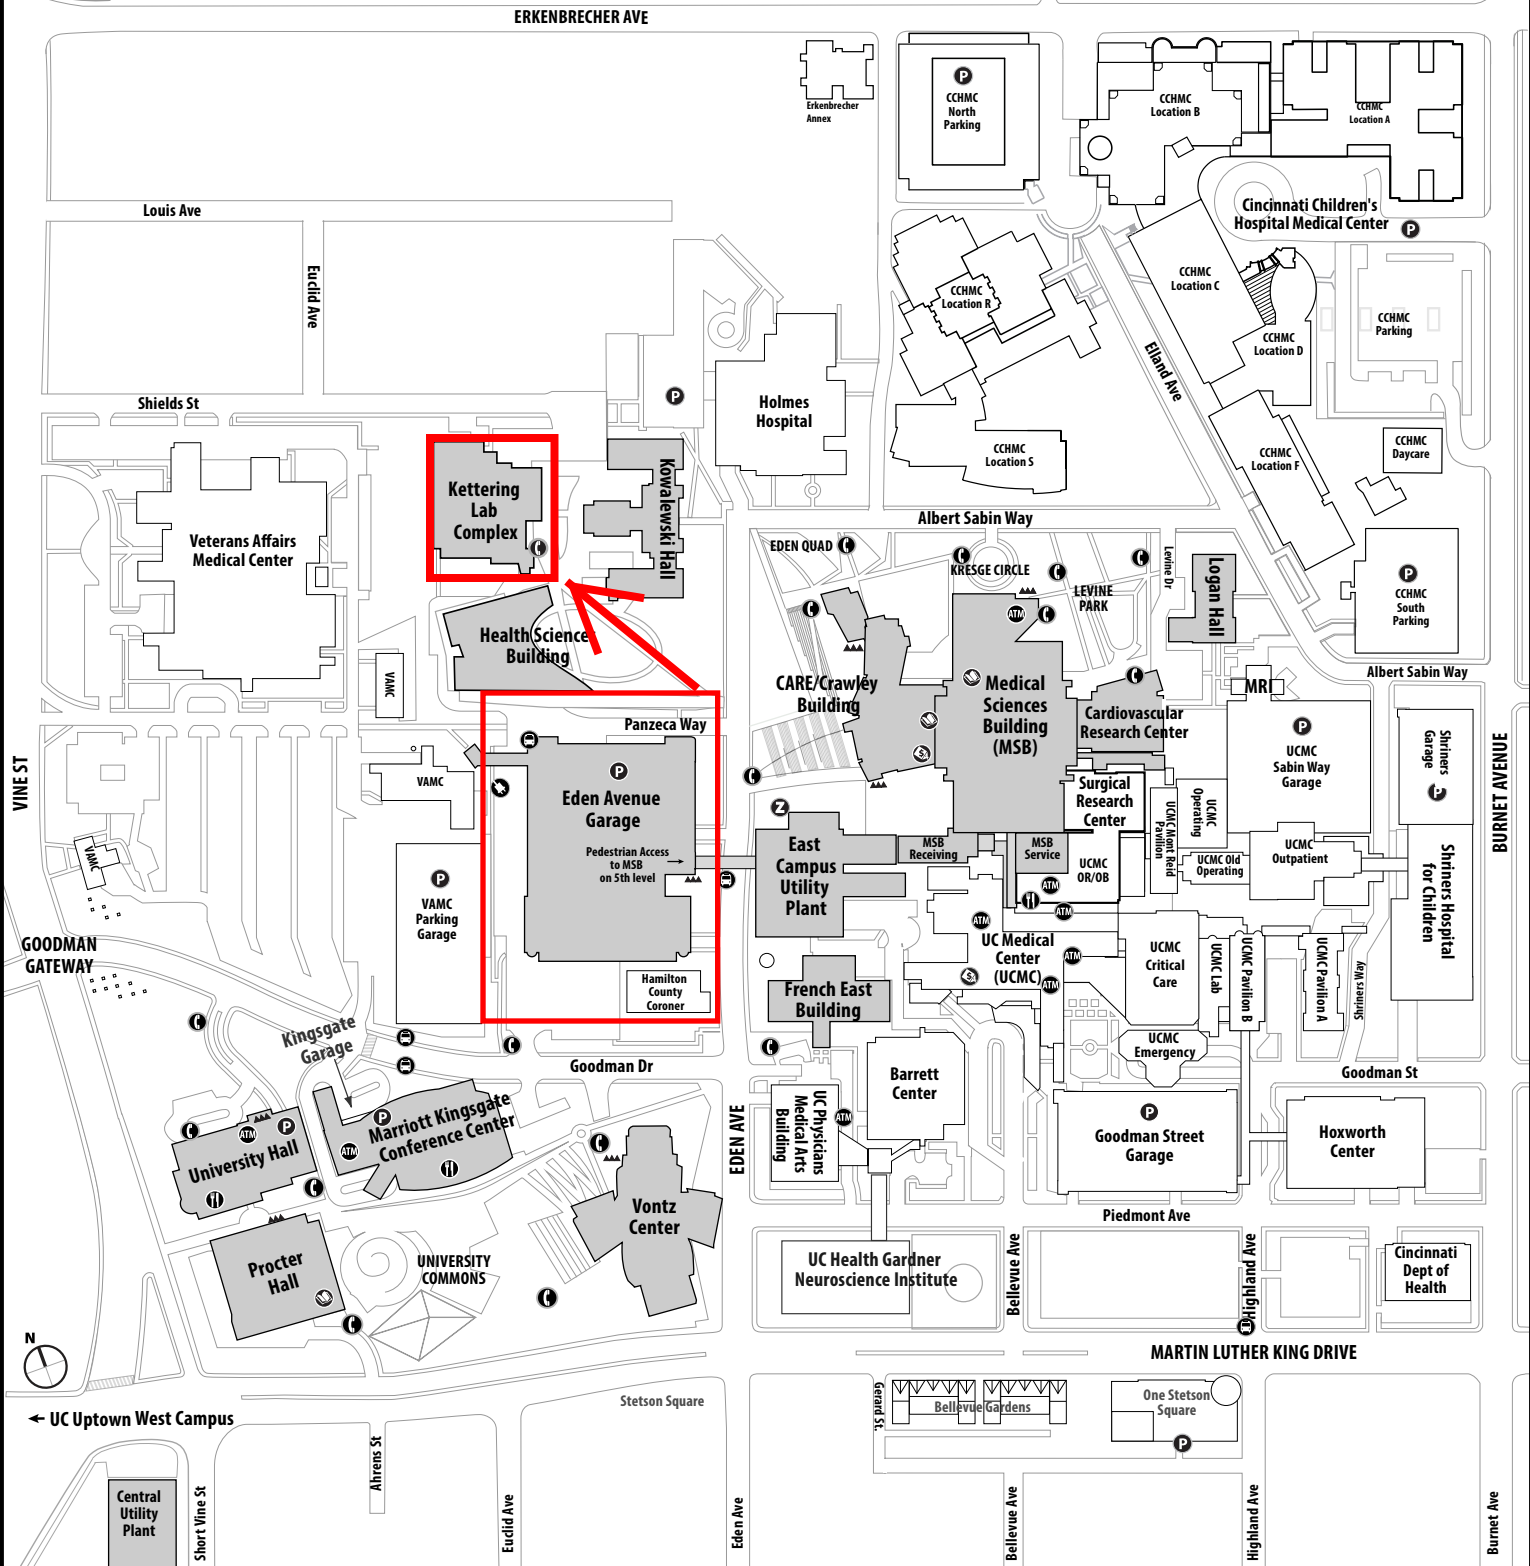 ERKENBRECHER AVE
Erkenbrecher
Annex
P
CCHMC
North
Parking
CCHMC
Location B
CCHMC
Location A
Louis Ave
Cincinnati Children's
Hospital Medical Center
P
Euclid Ave
CCHMC
Location R
CCHMC
Location C
CCHMC
Location D
CCHMC
Parking
Elland Ave
Shields St
P
Holmes
Hospital
CCHMC
Location S
CCHMC
Location F
CCHMC
Daycare
Kettering
Lab
Complex
Kowalewski Hall
Veterans Affairs
Medical Center
Albert Sabin Way
EDEN QUAD
KRESGE CIRCLE
LEVINE
PARK
Levine Dr
Logan Hall
P
CCHMC
South
Parking
ATM
Health Sciences
Building
VAMC
CARE/Crawley
Building
Medical
Sciences
Building
(MSB)
Cardiovascular
Research Center
MRI
Albert Sabin Way
Panzeca Way
P
UCMC
Sabin Way
Garage
Shriners
Garage
P
BURNET AVENUE
VINE ST
VAMC
P
Eden Avenue
Garage
Pedestrian Access
to MSB
on 5th level
Z
Surgical
Research
Center
UCMC Mont Reid
Pavilion
UCMC
Operating
VAMC
East
Campus
Utility
Plant
MSB
Receiving
MSB
Service
UCMC
OR/OB
UCMC Old
Operating
UCMC
Outpatient
Shriners Hospital
for Children
P
VAMC
Parking
Garage
ATM
ATM
ATM
GOODMAN
GATEWAY
UC Medical
Center
(UCMC)
ATM
ATM
UCMC
Critical
Care
UCMC Lab
UCMC Pavilion B
UCMC Pavilion A
Shriners Way
Hamilton
County
Coroner
French East
Building
Kingsgate
Garage
UCMC
Emergency
Goodman Dr
Goodman St
Barrett
Center
P
Marriott Kingsgate
Conference Center
ATM
P
ATM
University Hall
EDEN AVE
UC Physicians
Medical Arts
Building
ATM
P
Goodman Street
Garage
Hoxworth
Center
Vontz
Center
Piedmont Ave
Procter
Hall
UNIVERSITY
COMMONS
UC Health Gardner
Neuroscience Institute
Bellevue Ave
Highland Ave
Cincinnati
Dept of
Health
N
MARTIN LUTHER KING DRIVE
UC Uptown West Campus
Stetson Square
Gerard St.
Bellevue Gardens
One Stetson
Square
P
Central
Utility
Plant
Short Vine St
Ahrens St
Euclid Ave
Eden Ave
Bellevue Ave
Highland Ave
Burnet Ave